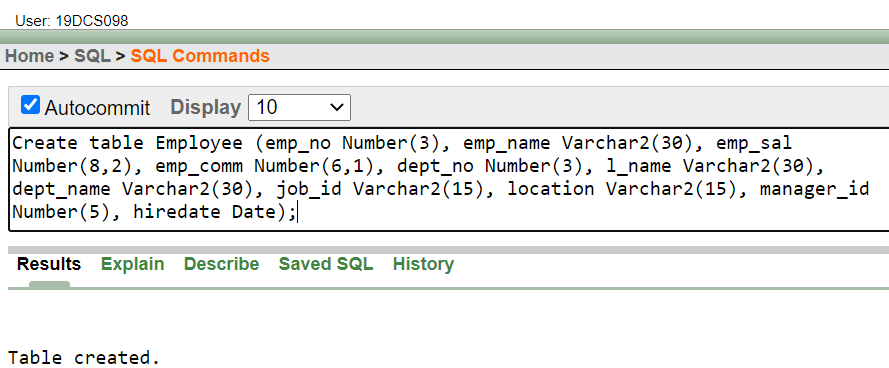 User: 19DCS098
Home > SQL > SQL Commands
Autocommit Display 10
Create table Employee (emp_no Number(3), emp_name Varchar2(30), emp_sal
Number(8,2), emp_comm Number(6,1), dept_no Number(3), l_name Varchar2(30),
dept_name Varchar2(30), job_id Varchar2(15), location Varchar2(15), manager_id
Number(5), hiredate Date);
Results Explain Describe Saved SQL History
Table created.